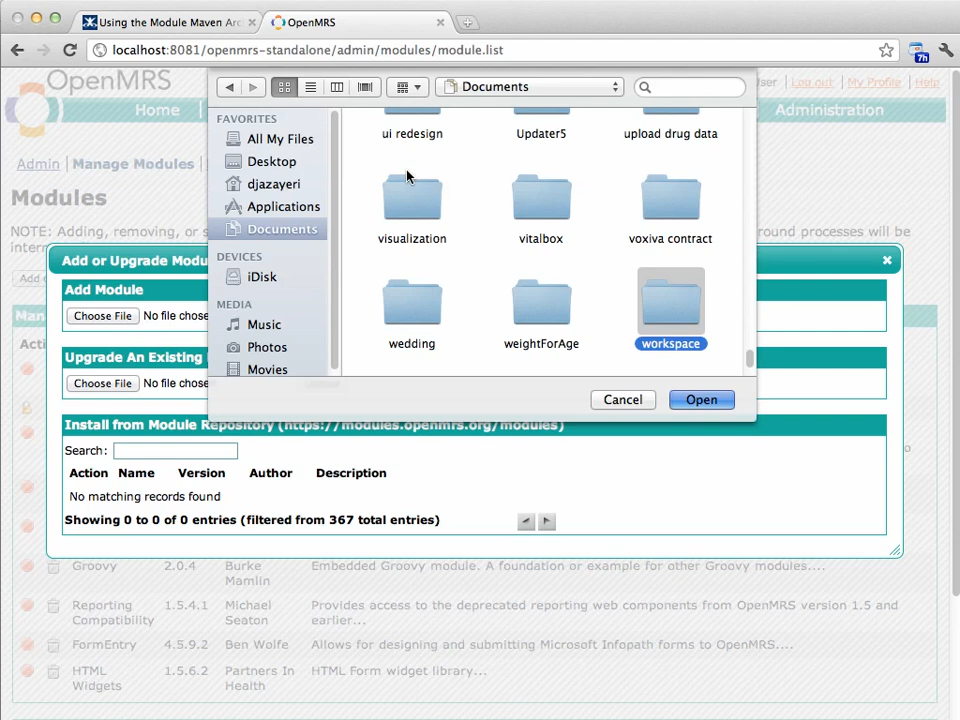 Using the Module Maven Ar
OpenMRS
localhost:8081/openmrs-standalone/admin/modules/module.list
7h
OpenMRS
User Log out My Profile Help
Home
Administration
Documents
FAVORITES
All My Files
Desktop
djazayeri
Applications
Documents
DEVICES
iDisk
MEDIA
Music
Photos
Movies
ui redesign
Updater5
upload drug data
visualization
vitalbox
voxiva contract
wedding
weightForAge
workspace
Cancel
Open
Admin | Manage Modules |
Modules
NOTE: Adding, removing, or s
round processes will be
Add or Upgrade Modu
Add Module
Choose File No file chose
Upgrade An Existing
Choose File No file chose
Install from Module Repository (https://modules.openmrs.org/modules)
Search:
Action Name Version Author Description
No matching records found
Showing 0 to 0 of 0 entries (filtered from 367 total entries)
Groovy 2.0.4 Burke Mamlin Embedded Groovy module. A foundation or example for other Groovy modules....
Reporting Compatibility 1.5.4.1 Michael Seaton Provides access to the deprecated reporting web components from OpenMRS version 1.5 and earlier...
FormEntry 4.5.9.2 Ben Wolfe Allows for designing and submitting Microsoft Infopath forms to OpenMRS....
HTML Widgets 1.5.6.2 Partners In Health HTML Form widget library...